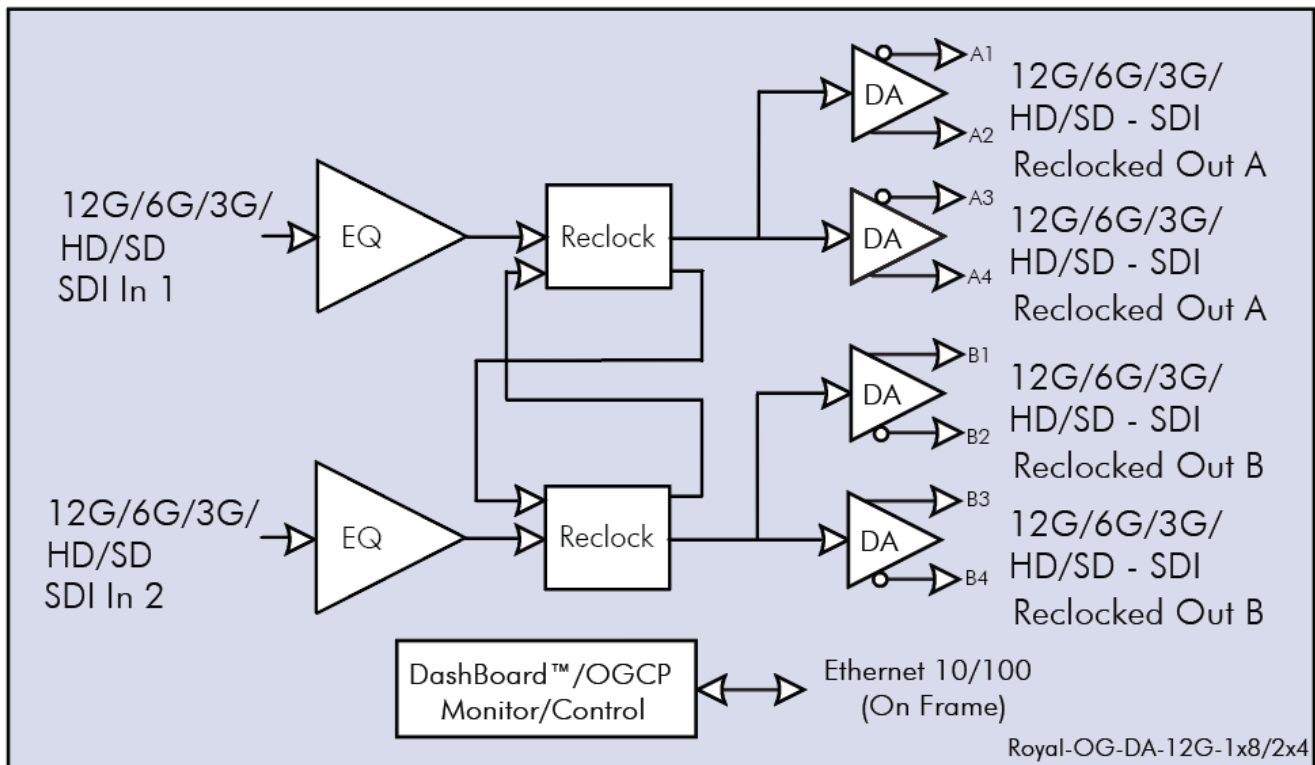 12G/6G/3G/
HD/SD
SDI In 1
EQ
Reclock
DA
A1
A2
12G/6G/3G/
HD/SD - SDI
Reclocked Out A
DA
A3
A4
12G/6G/3G/
HD/SD - SDI
Reclocked Out A
DA
B1
B2
12G/6G/3G/
HD/SD - SDI
Reclocked Out B
12G/6G/3G/
HD/SD
SDI In 2
EQ
Reclock
DA
B3
B4
12G/6G/3G/
HD/SD - SDI
Reclocked Out B
DashBoard™/OGCP
Monitor/Control
Ethernet 10/100
(On Frame)
Royal-OG-DA-12G-1x8/2x4